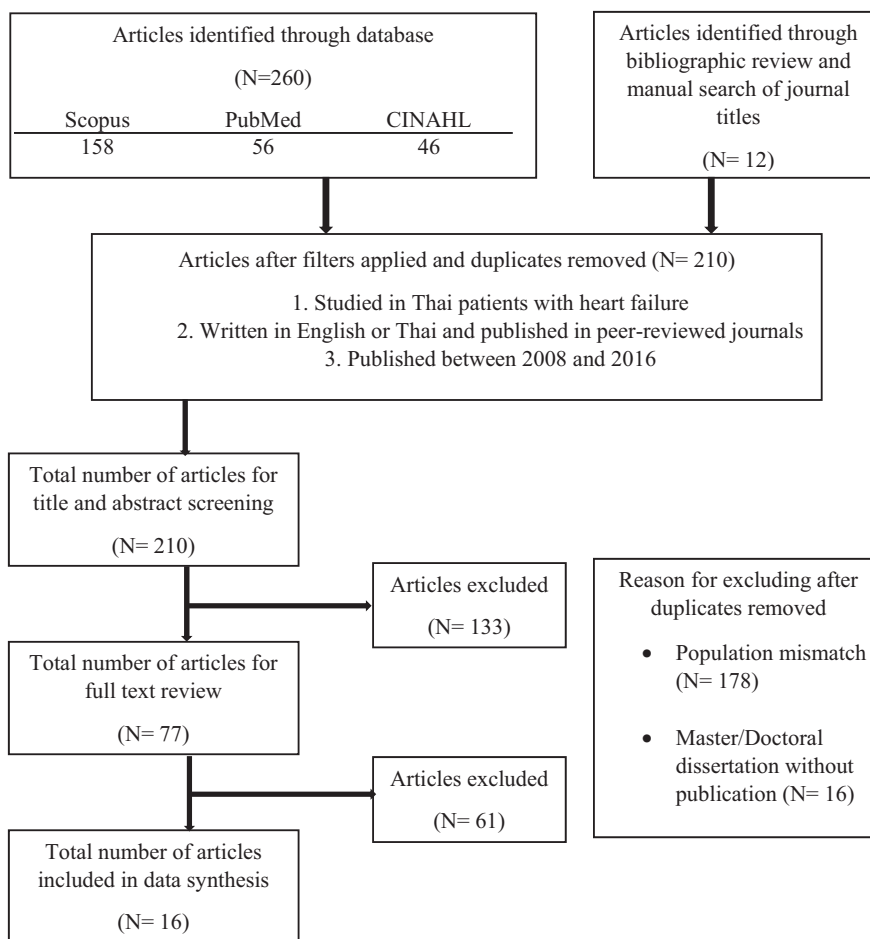 Articles identified through database
(N=260)
Scopus PubMed CINAHL
158 56 46
Articles identified through
bibliographic review and
manual search of journal
titles
(N= 12)
Articles after filters applied and duplicates removed (N= 210)
1. Studied in Thai patients with heart failure
2. Written in English or Thai and published in peer-reviewed journals
3. Published between 2008 and 2016
Total number of articles for
title and abstract screening
(N= 210)
Articles excluded
(N= 133)
Total number of articles for
full text review
(N= 77)
Articles excluded
(N= 61)
Total number of articles
included in data synthesis
(N= 16)
Reason for excluding after
duplicates removed
• Population mismatch
(N= 178)
• Master/Doctoral
dissertation without
publication (N= 16)